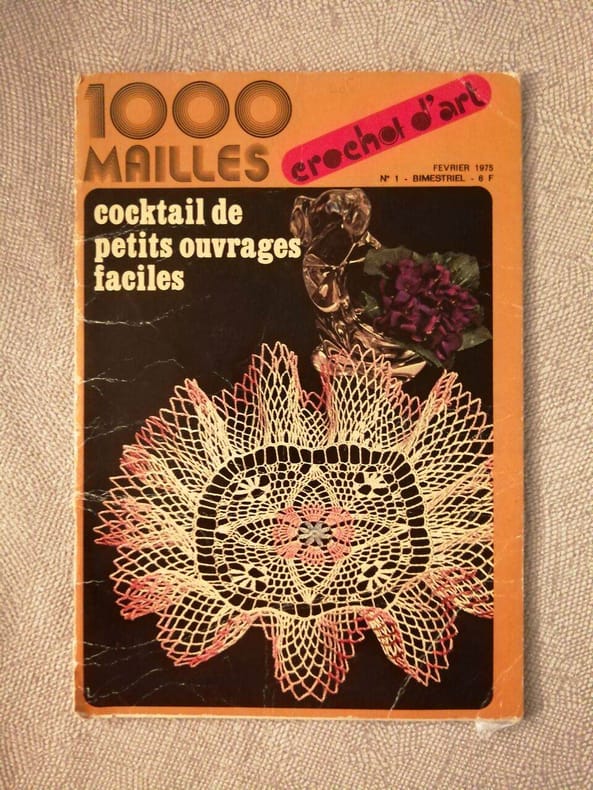 1000
MAILLES
crochet d'art
FEVRIER 1975
N° 1 - BIMESTRIEL - 6 F
cocktail de
petits ouvrages
faciles